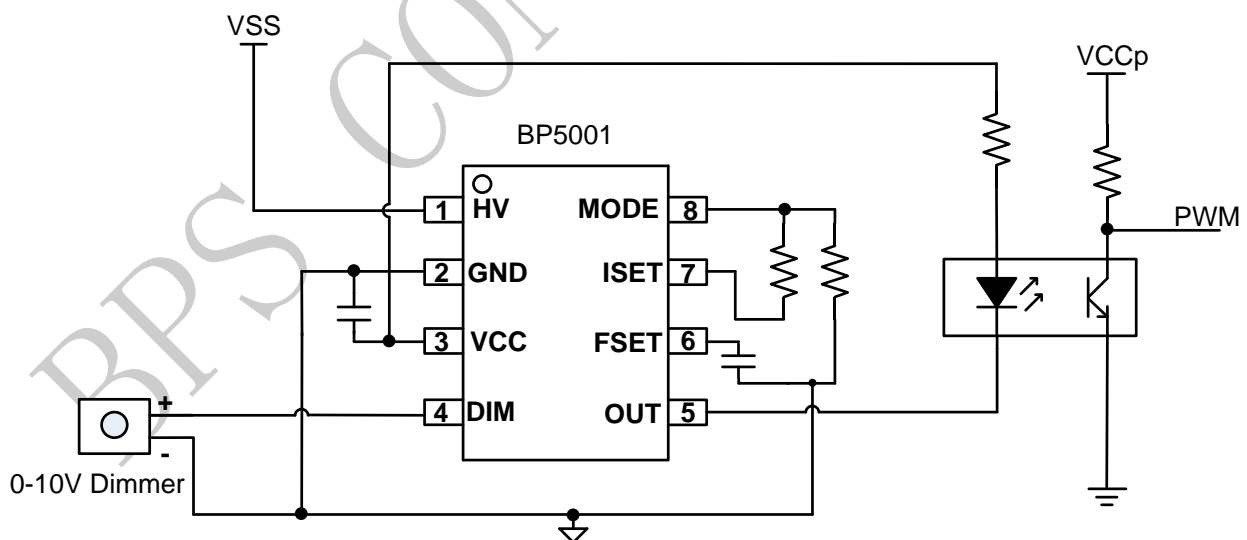 VSS
VCCp
BP5001
1 HV
MODE 8
PWM
2 GND
ISET 7
3 VCC
FSET 6
+
4 DIM
OUT 5
-
0-10V Dimmer
BPS CON